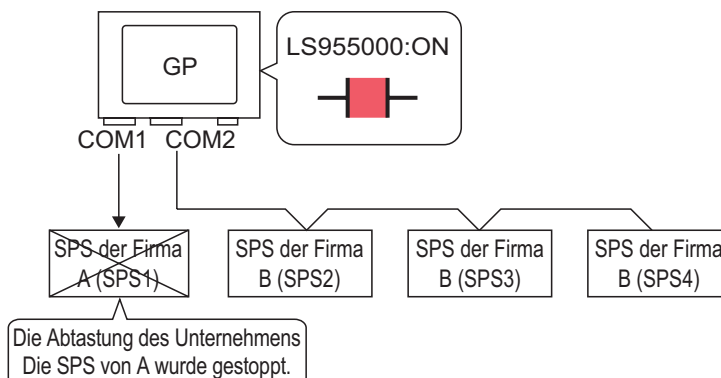 GP
LS955000:ON
COM1
COM2
SPS der Firma
A (SPS1)
SPS der Firma
B (SPS2)
SPS der Firma
B (SPS3)
SPS der Firma
B (SPS4)
Die Abtastung des Unternehmens
Die SPS von A wurde gestoppt.